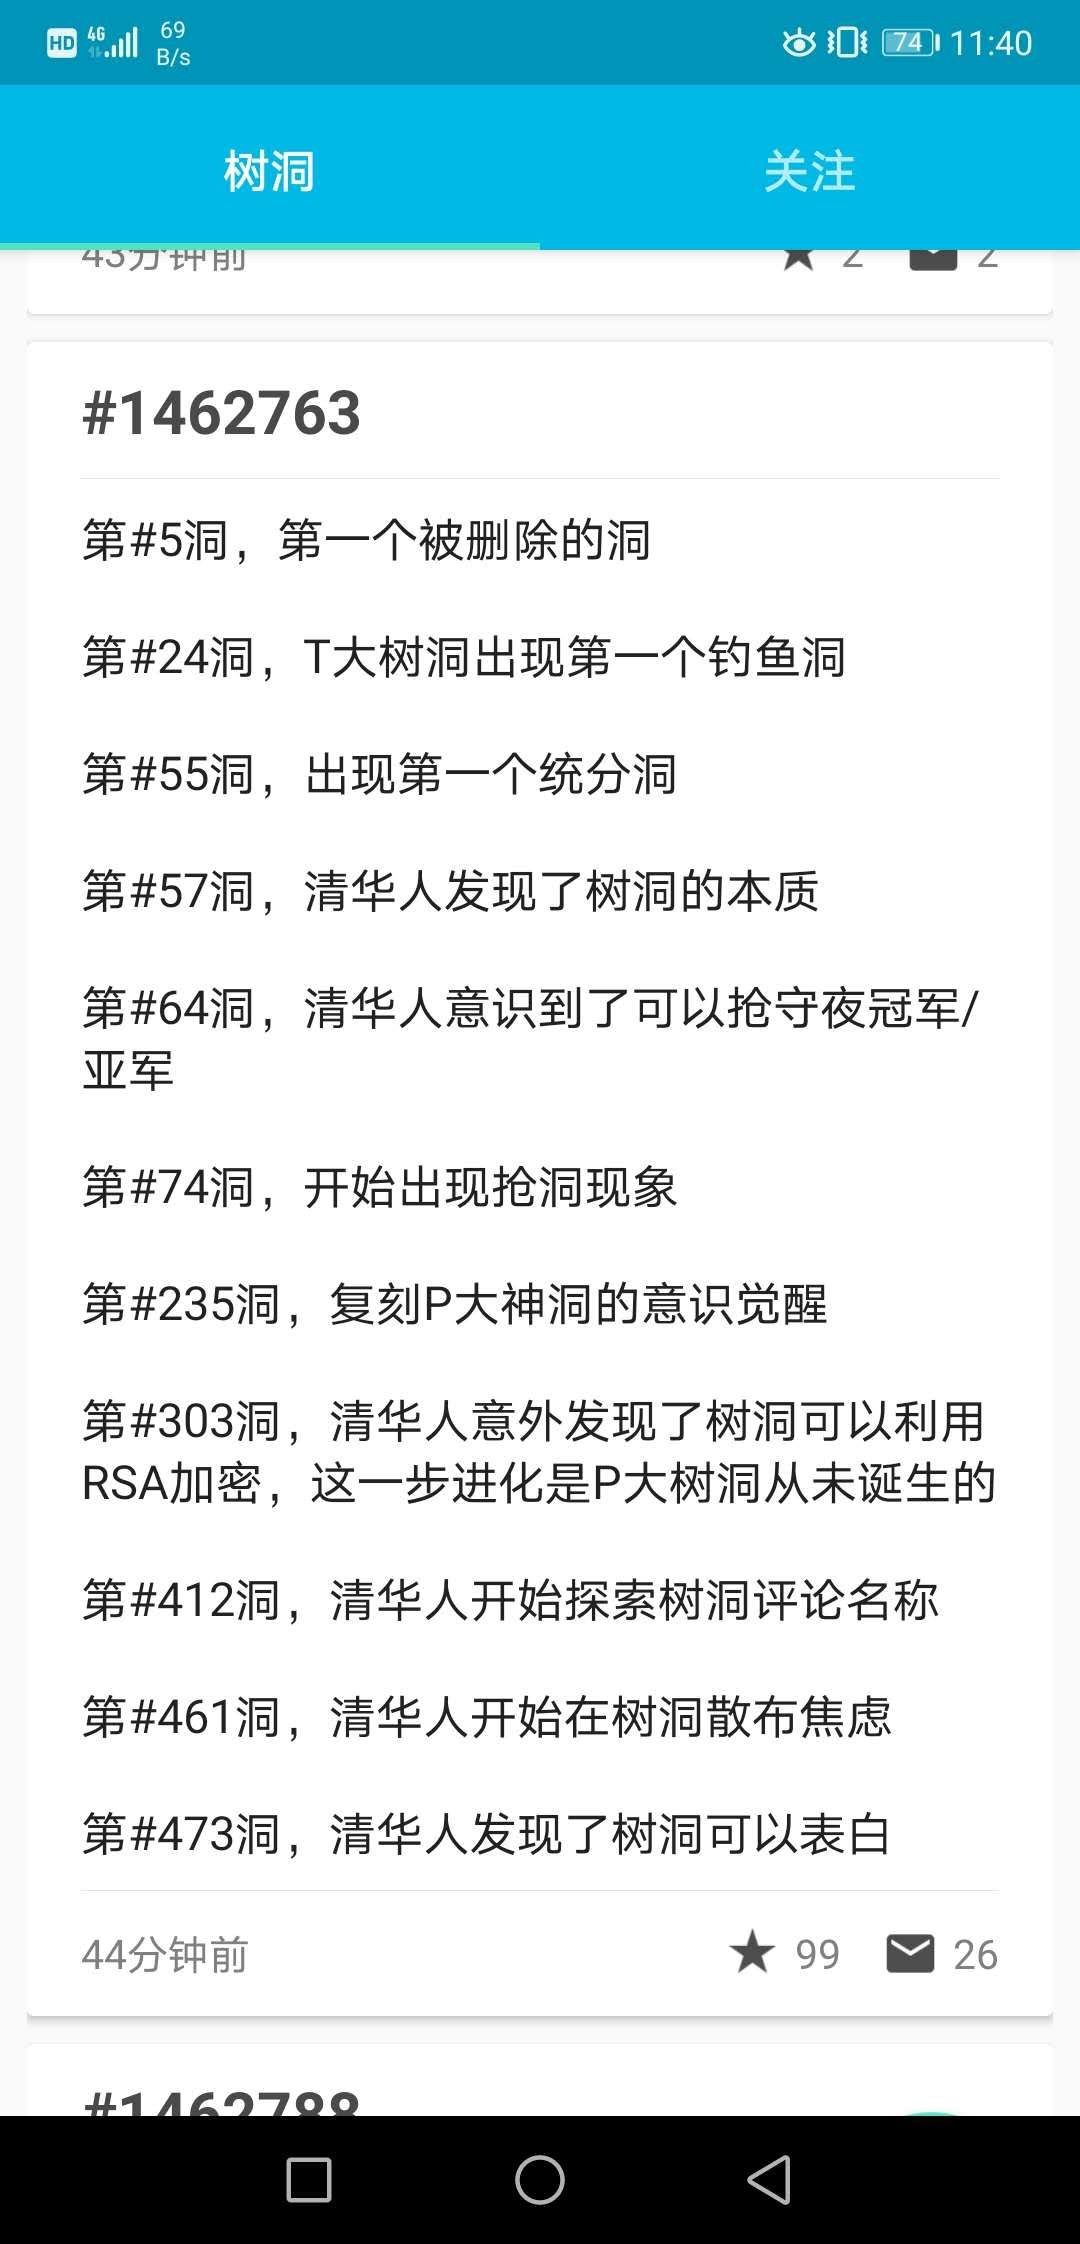 HD 4G 69 B/s 74 11:40
树洞 关注
43分钟前 2 2
#1462763
第#5洞，第一个被删除的洞
第#24洞，T大树洞出现第一个钓鱼洞
第#55洞，出现第一个统分洞
第#57洞，清华人发现了树洞的本质
第#64洞，清华人意识到了可以抢守夜冠军/
亚军
第#74洞，开始出现抢洞现象
第#235洞，复刻P大神洞的意识觉醒
第#303洞，清华人意外发现了树洞可以利用
RSA加密，这一步进化是P大树洞从未诞生的
第#412洞，清华人开始探索树洞评论名称
第#461洞，清华人开始在树洞散布焦虑
第#473洞，清华人发现了树洞可以表白
44分钟前 99 26
#1462788